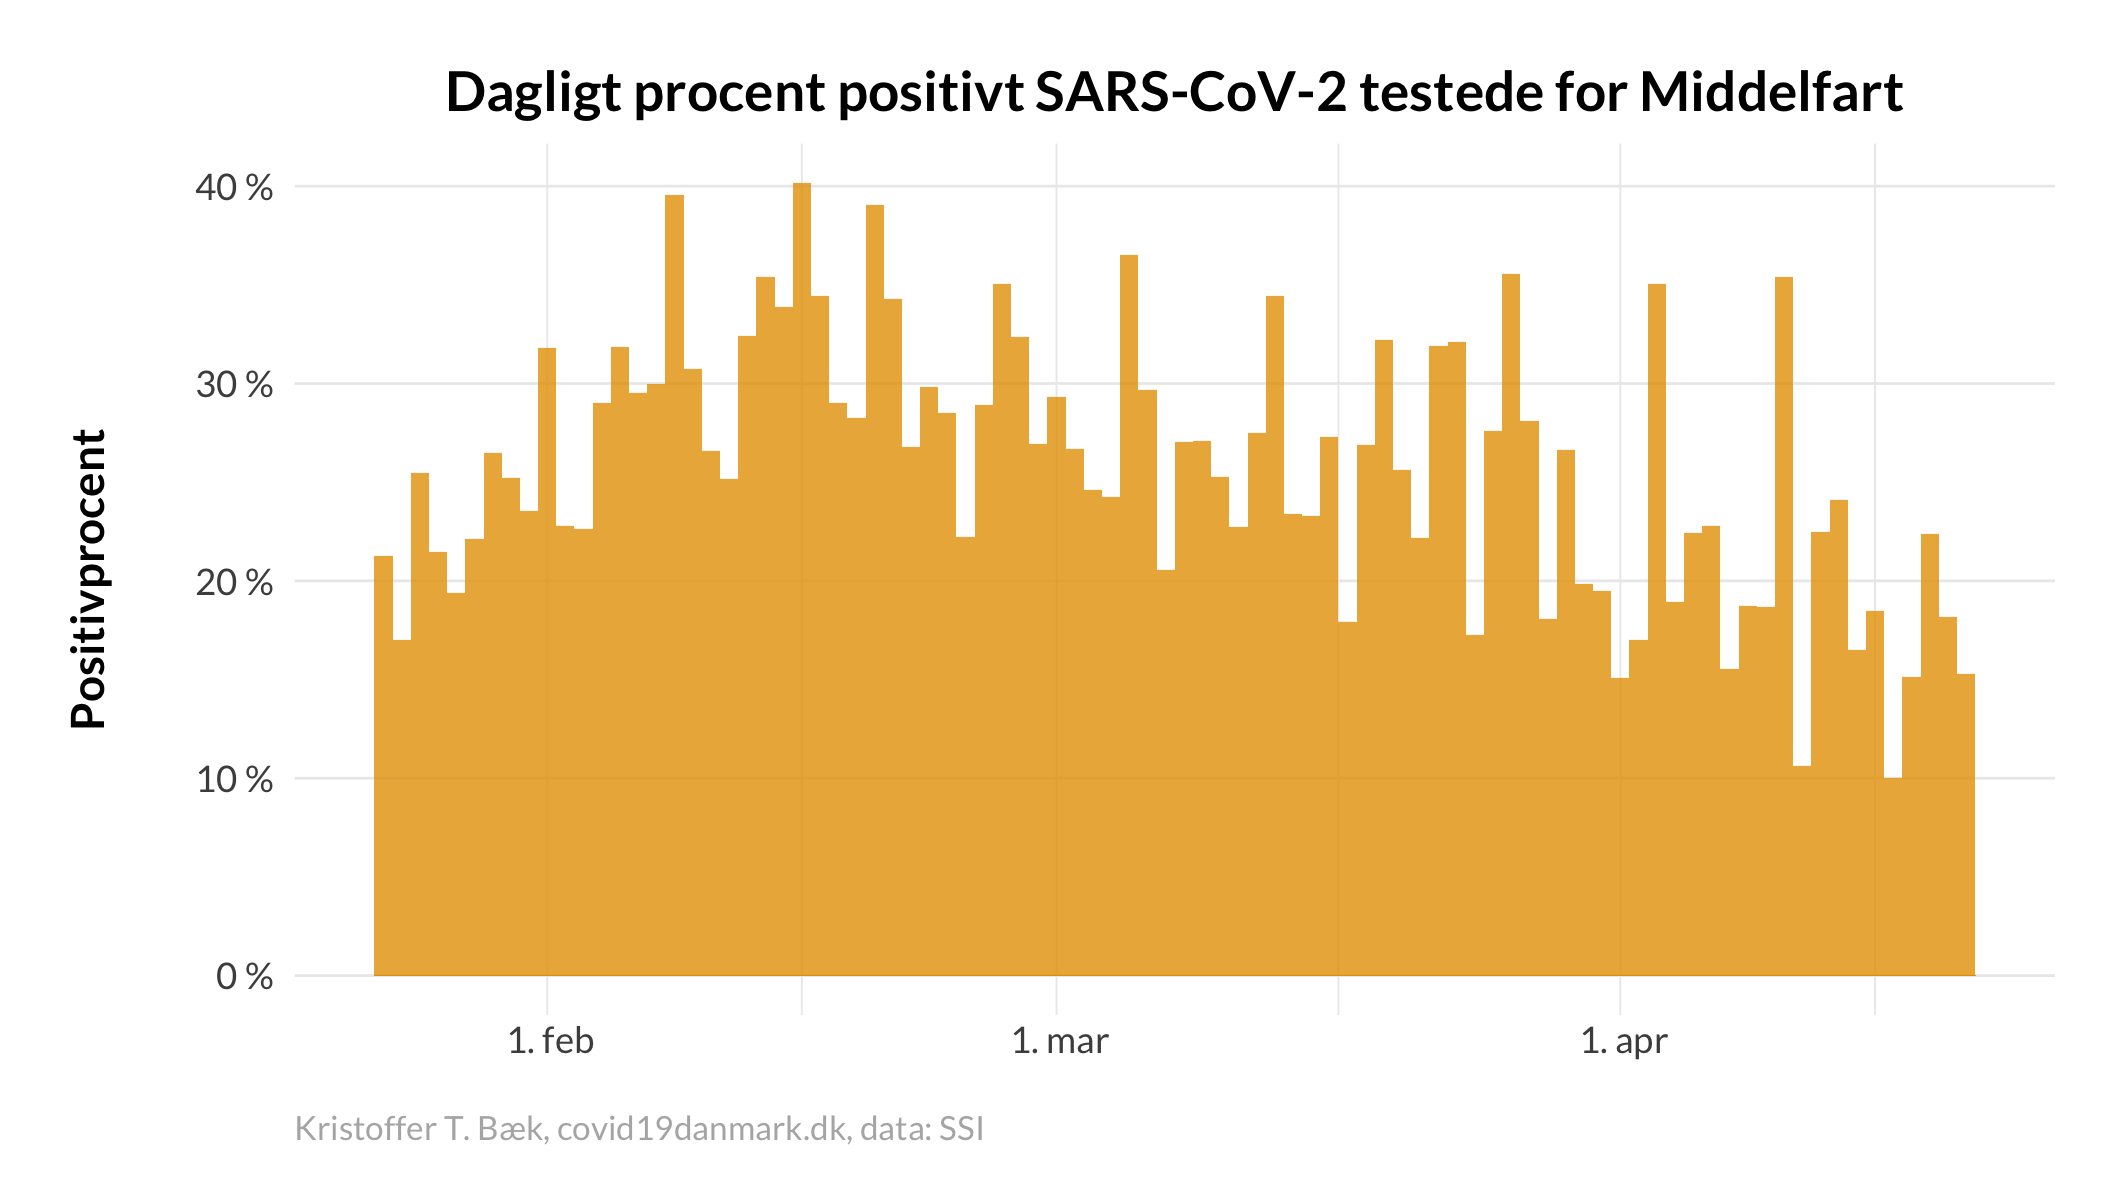 Dagligt procent positivt SARS-CoV-2 testede for Middelfart
Positivprocent
40 %
30 %
20 %
10 %
0 %
1. feb
1. mar
1. apr
Kristoffer T. Bæk, covid19danmark.dk, data: SSI